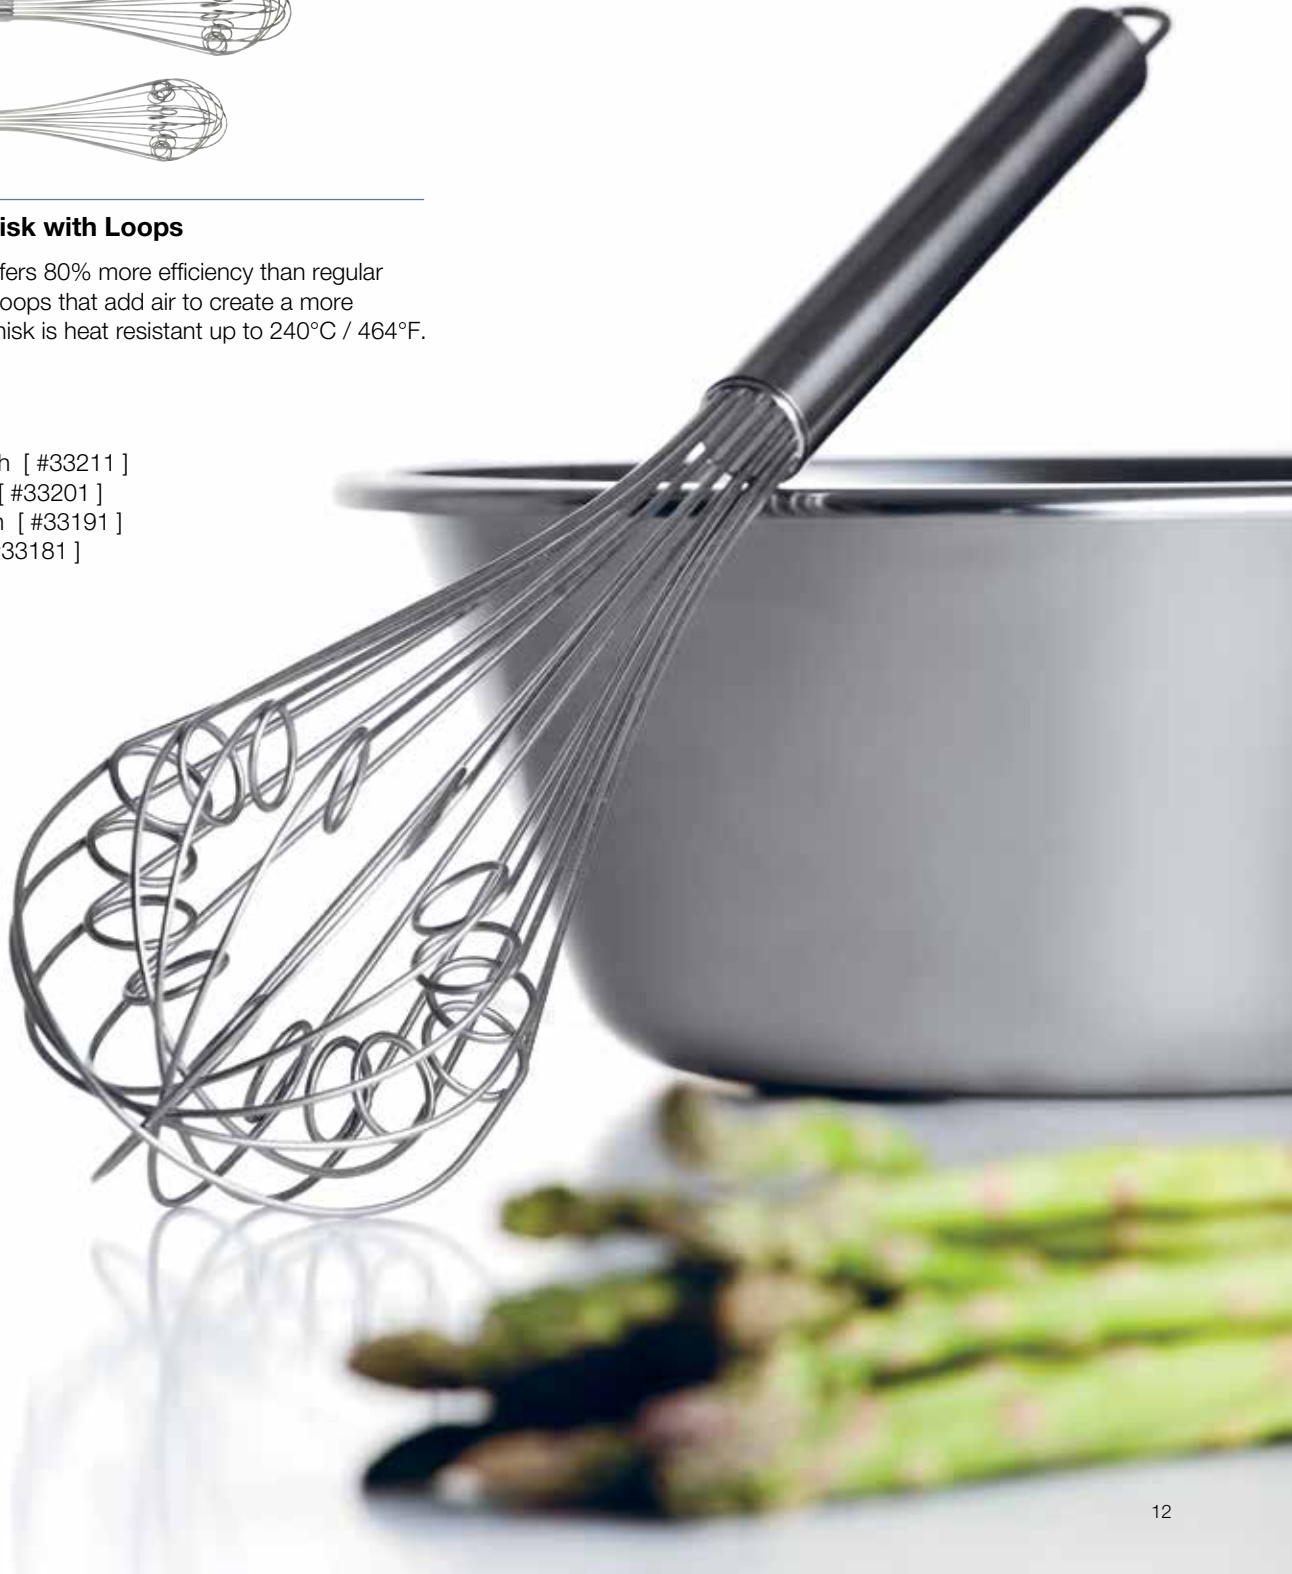 isk with Loops
fers 80% more efficiency than regular
oops that add air to create a more
isk is heat resistant up to 240°C / 464°F.
h [ #33211 ]
[ #33201 ]
[ #33191 ]
33181 ]
12